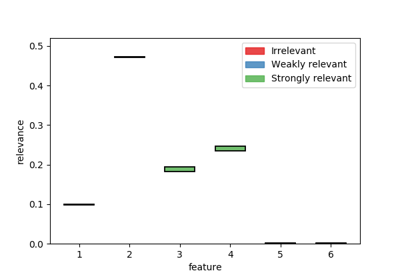 0.5
0.4
0.3
0.2
0.1
0.0
relevance
Irrelevant
Weakly relevant
Strongly relevant
1 2 3 4 5 6
feature